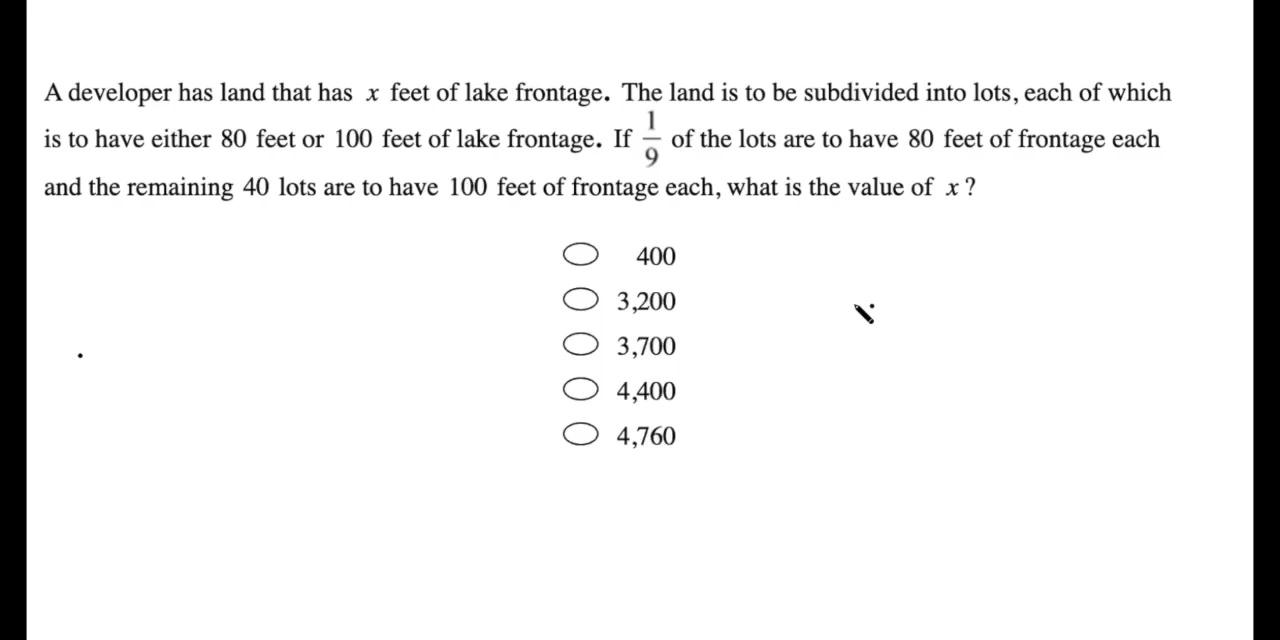 A developer has land that has x feet of lake frontage. The land is to be subdivided into lots, each of which
is to have either 80 feet or 100 feet of lake frontage. If 1/9 of the lots are to have 80 feet of frontage each
and the remaining 40 lots are to have 100 feet of frontage each, what is the value of x?
400
3,200
3,700
4,400
4,760